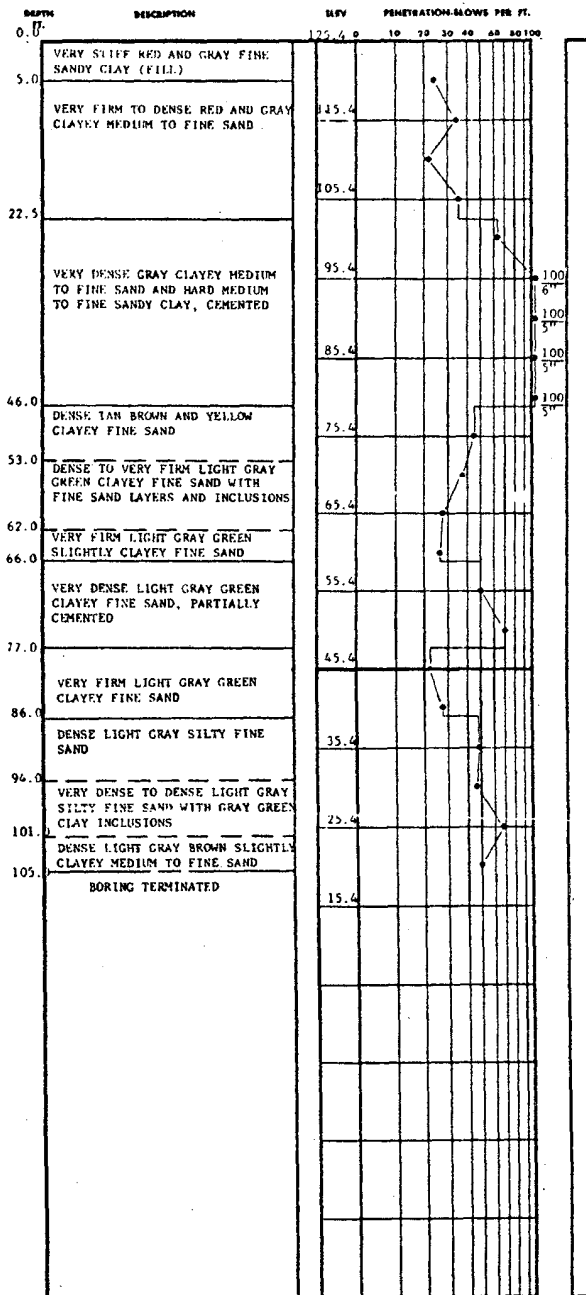 DEPTH FT. DESCRIPTION ELEV PENETRATION-BLOWS PER FT.
0.0 125.4 0 10 20 30 40 60 80 100
VERY STIFF RED AND GRAY FINE
SANDY CLAY (FILL)
5.0
VERY FIRM TO DENSE RED AND GRAY
CLAYEY MEDIUM TO FINE SAND
115.4
105.4
22.5
95.4
100/6"
VERY DENSE GRAY CLAYEY MEDIUM
TO FINE SAND AND HARD MEDIUM
TO FINE SANDY CLAY, CEMENTED
100/5"
85.4
100/5"
100/5"
46.0
DENSE TAN BROWN AND YELLOW
CLAYEY FINE SAND
75.4
53.0
DENSE TO VERY FIRM LIGHT GRAY
GREEN CLAYEY FINE SAND WITH
FINE SAND LAYERS AND INCLUSIONS
65.4
62.0
VERY FIRM LIGHT GRAY GREEN
SLIGHTLY CLAYEY FINE SAND
66.0
VERY DENSE LIGHT GRAY GREEN
CLAYEY FINE SAND, PARTIALLY
CEMENTED
55.4
77.0
45.4
VERY FIRM LIGHT GRAY GREEN
CLAYEY FINE SAND
86.0
DENSE LIGHT GRAY SILTY FINE
SAND
35.4
94.0
VERY DENSE TO DENSE LIGHT GRAY
SILTY FINE SAND WITH GRAY GREEN
CLAY INCLUSIONS
25.4
101.0
DENSE LIGHT GRAY BROWN SLIGHTLY
CLAYEY MEDIUM TO FINE SAND
105.
BORING TERMINATED
15.4